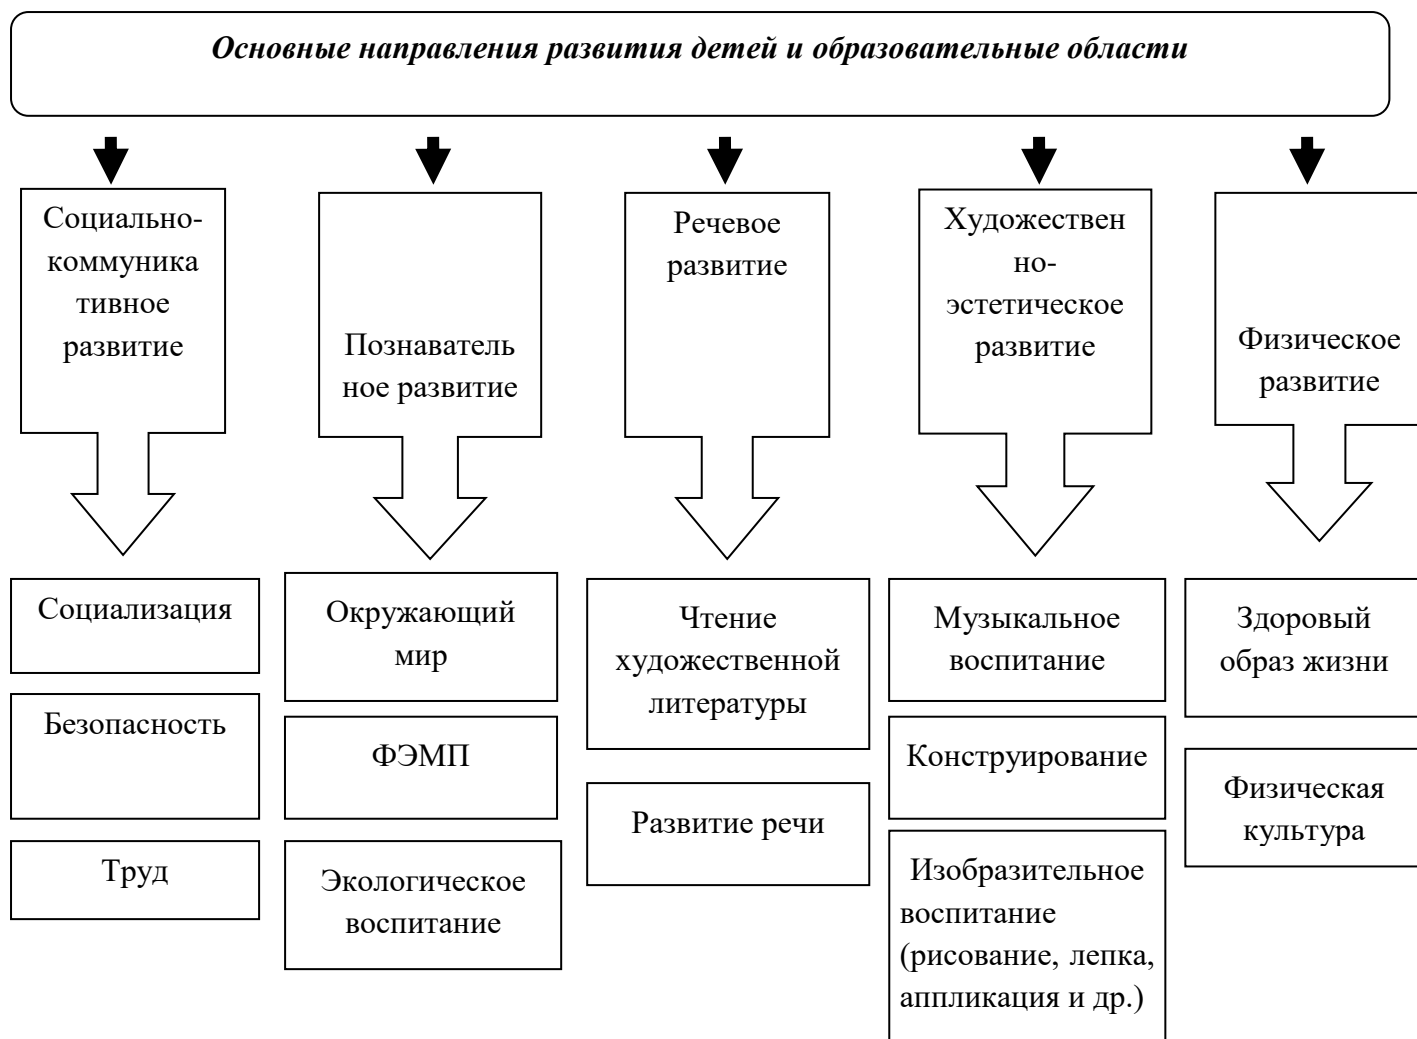 Основные направления развития детей и образовательные области
Социально-
коммуника
тивное
развитие
Познаватель
ное развитие
Речевое
развитие
Художествен
но-
эстетическое
развитие
Физическое
развитие
Социализация
Безопасность
Труд
Окружающий
мир
ФЭМП
Экологическое
воспитание
Чтение
художественной
литературы
Развитие речи
Музыкальное
воспитание
Конструирование
Изобразительное
воспитание
(рисование, лепка,
аппликация и др.)
Здоровый
образ жизни
Физическая
культура